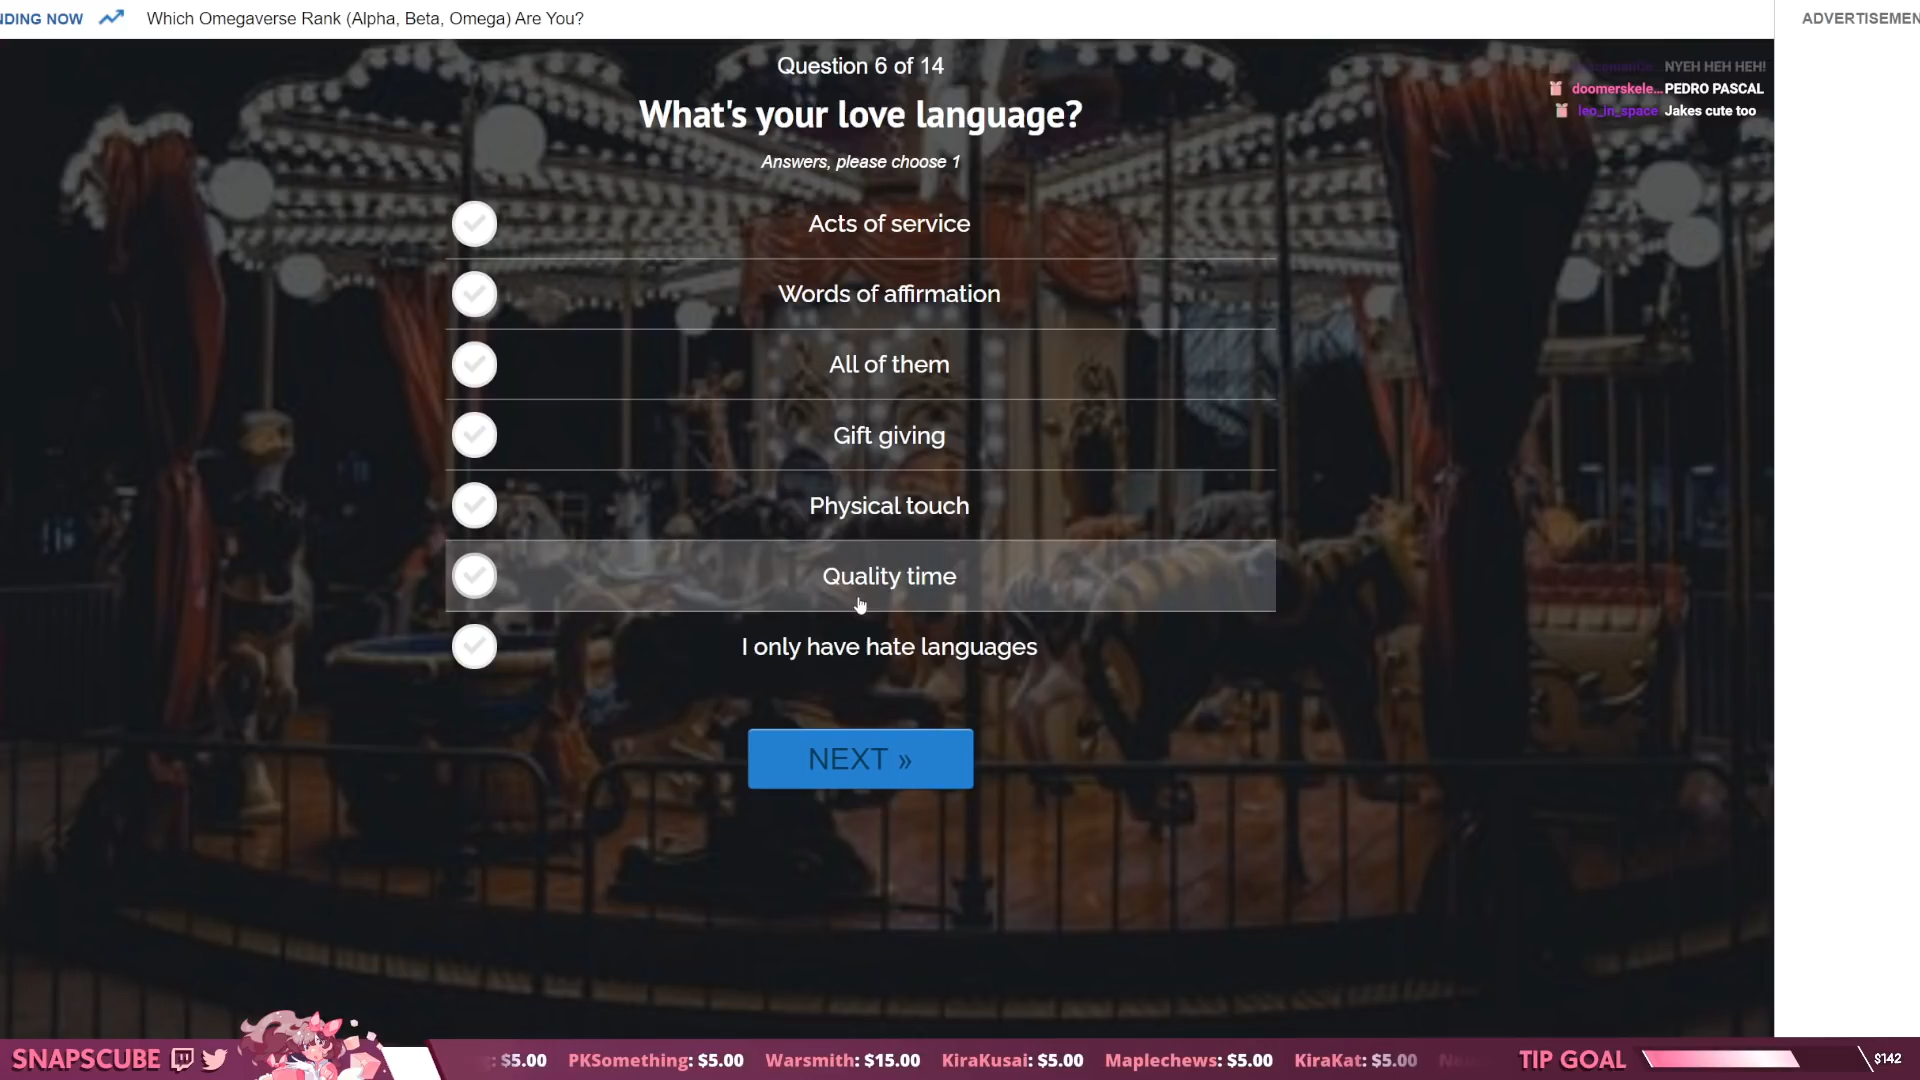 NDING NOW
Which Omegaverse Rank (Alpha, Beta, Omega) Are You?
ADVERTISEMEN
Question 6 of 14
What's your love language?
Answers, please choose 1
NYEH HEH HEH!
doomerskele... PEDRO PASCAL
leo_in_space Jakes cute too
Acts of service
Words of affirmation
All of them
Gift giving
Physical touch
Quality time
I only have hate languages
NEXT »
SNAPSCUBE
: $5.00 PKSomething: $5.00 Warsmith: $15.00 KiraKusai: $5.00 Maplechews: $5.00 KiraKat: $5.00
TIP GOAL
$142